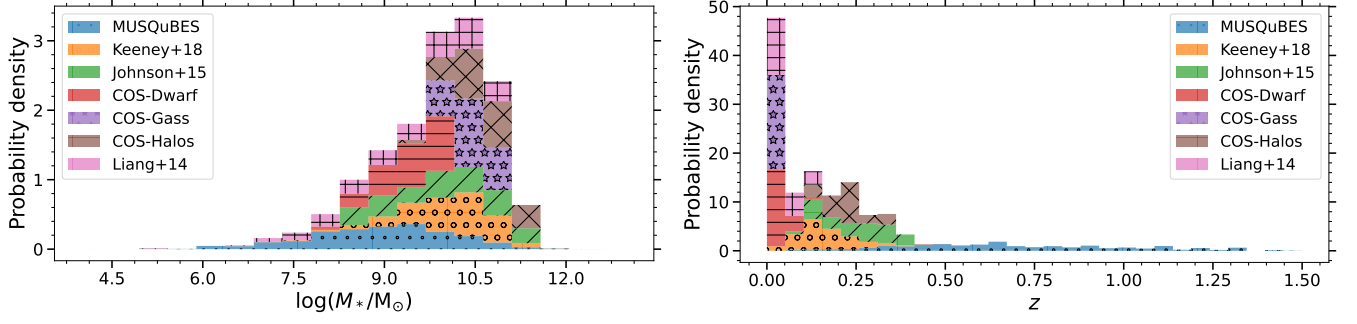 Probability density
3
2
1
0
MUSQuBES
Keeney+18
Johnson+15
COS-Dwarf
COS-Gass
COS-Halos
Liang+14
4.5 6.0 7.5 9.0 10.5 12.0
log(M*/M⊙)
Probability density
50
40
30
20
10
0
MUSQuBES
Keeney+18
Johnson+15
COS-Dwarf
COS-Gass
COS-Halos
Liang+14
0.00 0.25 0.50 0.75 1.00 1.25 1.50
z